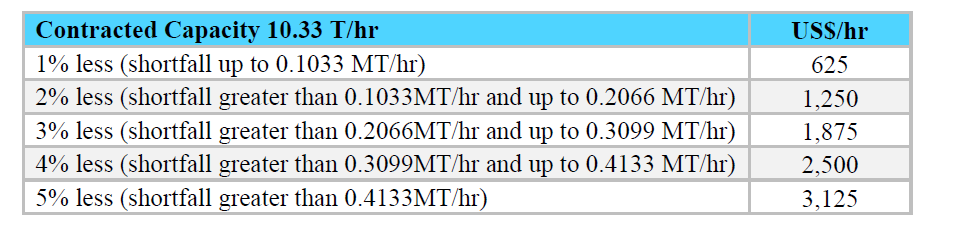 Contracted Capacity 10.33 T/hr US$/hr
1% less (shortfall up to 0.1033 MT/hr) 625
2% less (shortfall greater than 0.1033MT/hr and up to 0.2066 MT/hr) 1,250
3% less (shortfall greater than 0.2066MT/hr and up to 0.3099 MT/hr) 1,875
4% less (shortfall greater than 0.3099MT/hr and up to 0.4133 MT/hr) 2,500
5% less (shortfall greater than 0.4133MT/hr) 3,125